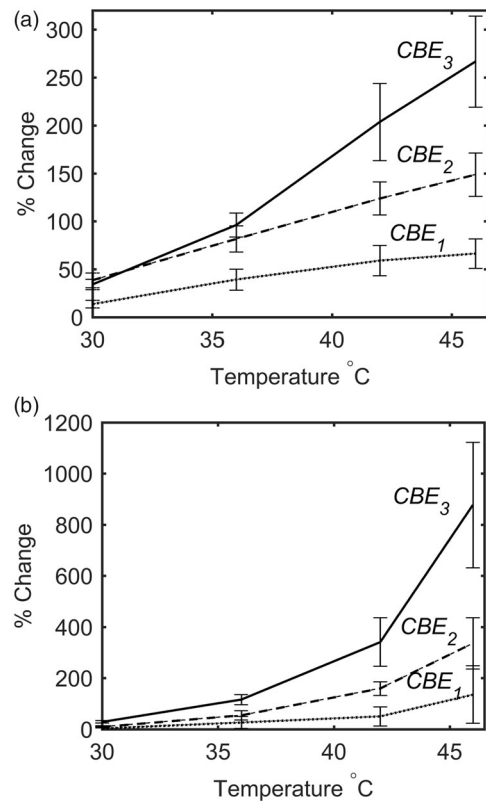 (a)
300
250
200
150
100
50
0
% Change
CBE3
CBE2
CBE1
30 35 40 45
Temperature °C
(b)
1200
1000
800
600
400
200
0
% Change
CBE3
CBE2
CBE1
30 35 40 45
Temperature °C